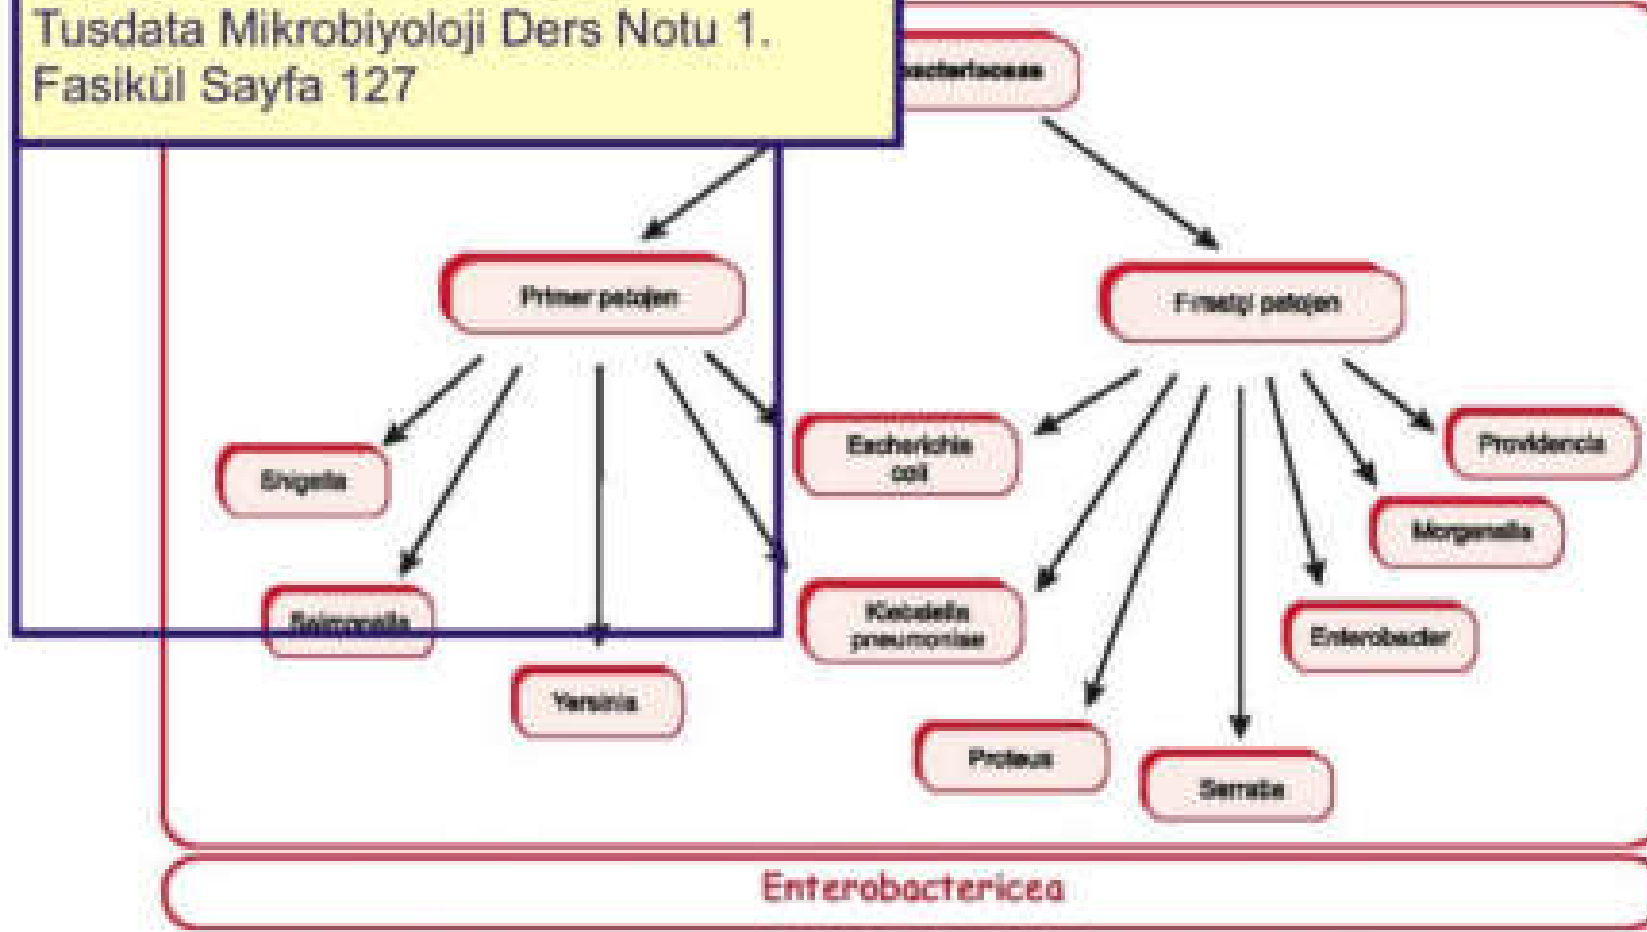 Tusdata Mikrobiyoloji Ders Notu 1.
Fasikül Sayfa 127
bacteriaceae
Primer patojen
Fırsatçı patojen
Shigella
Salmonella
Yersinia
Escherichia
coli
Klebsiella
pneumoniae
Proteus
Serratia
Enterobacter
Morganella
Providencia
Enterobactericea